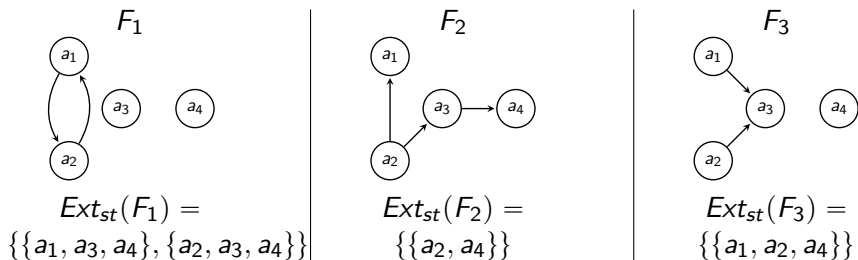 F₁
a₁
a₃
a₄
a₂
Ext_st(F₁) =
{{a₁, a₃, a₄}, {a₂, a₃, a₄}}
F₂
a₁
a₃
a₄
a₂
Ext_st(F₂) =
{{a₂, a₄}}
F₃
a₁
a₃
a₄
a₂
Ext_st(F₃) =
{{a₁, a₂, a₄}}